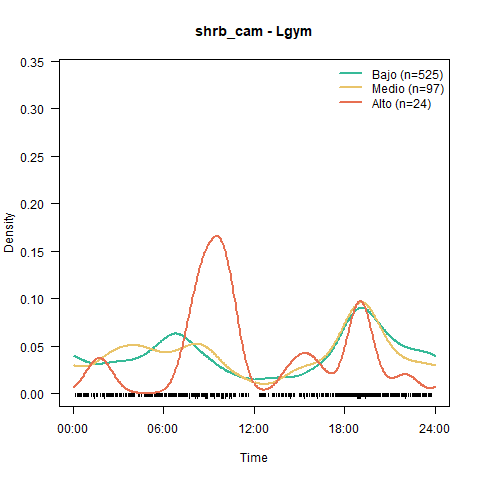 shrb_cam - Lgym
Bajo (n=525)
Medio (n=97)
Alto (n=24)
Density
0.35
0.30
0.25
0.20
0.15
0.10
0.05
0.00
00:00 06:00 12:00 18:00 24:00
Time